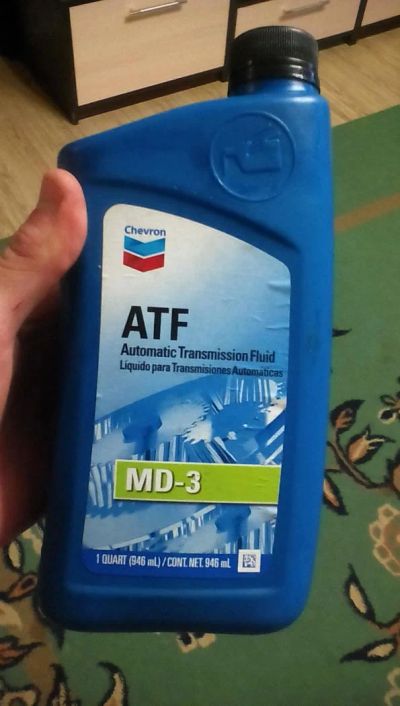 Chevron
ATF
Automatic Transmission Fluid
Líquido para Transmisiones Automáticas
MD-3
1 QUART (946 mL) / CONT. NET. 946 mL